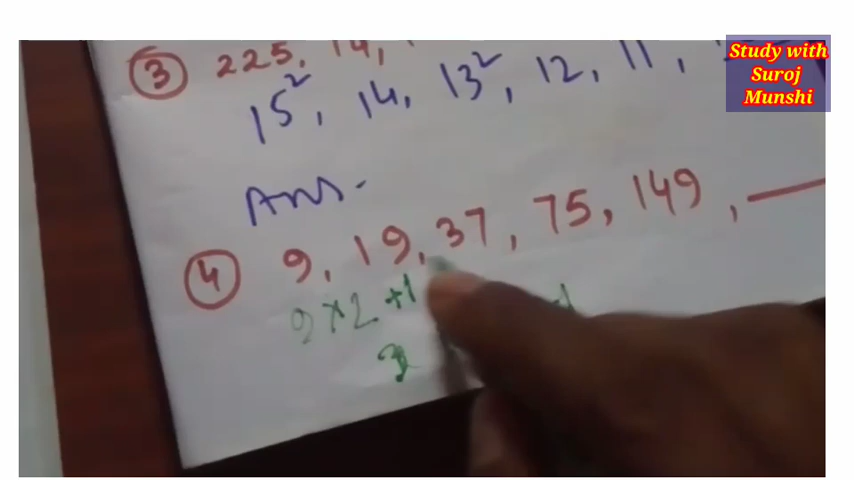 Study with
Suroj
Munshi
③ 225, 14,
15², 14, 13², 12, 11,
Ans.
④ 9, 19, 37, 75, 149, —
9×2+1